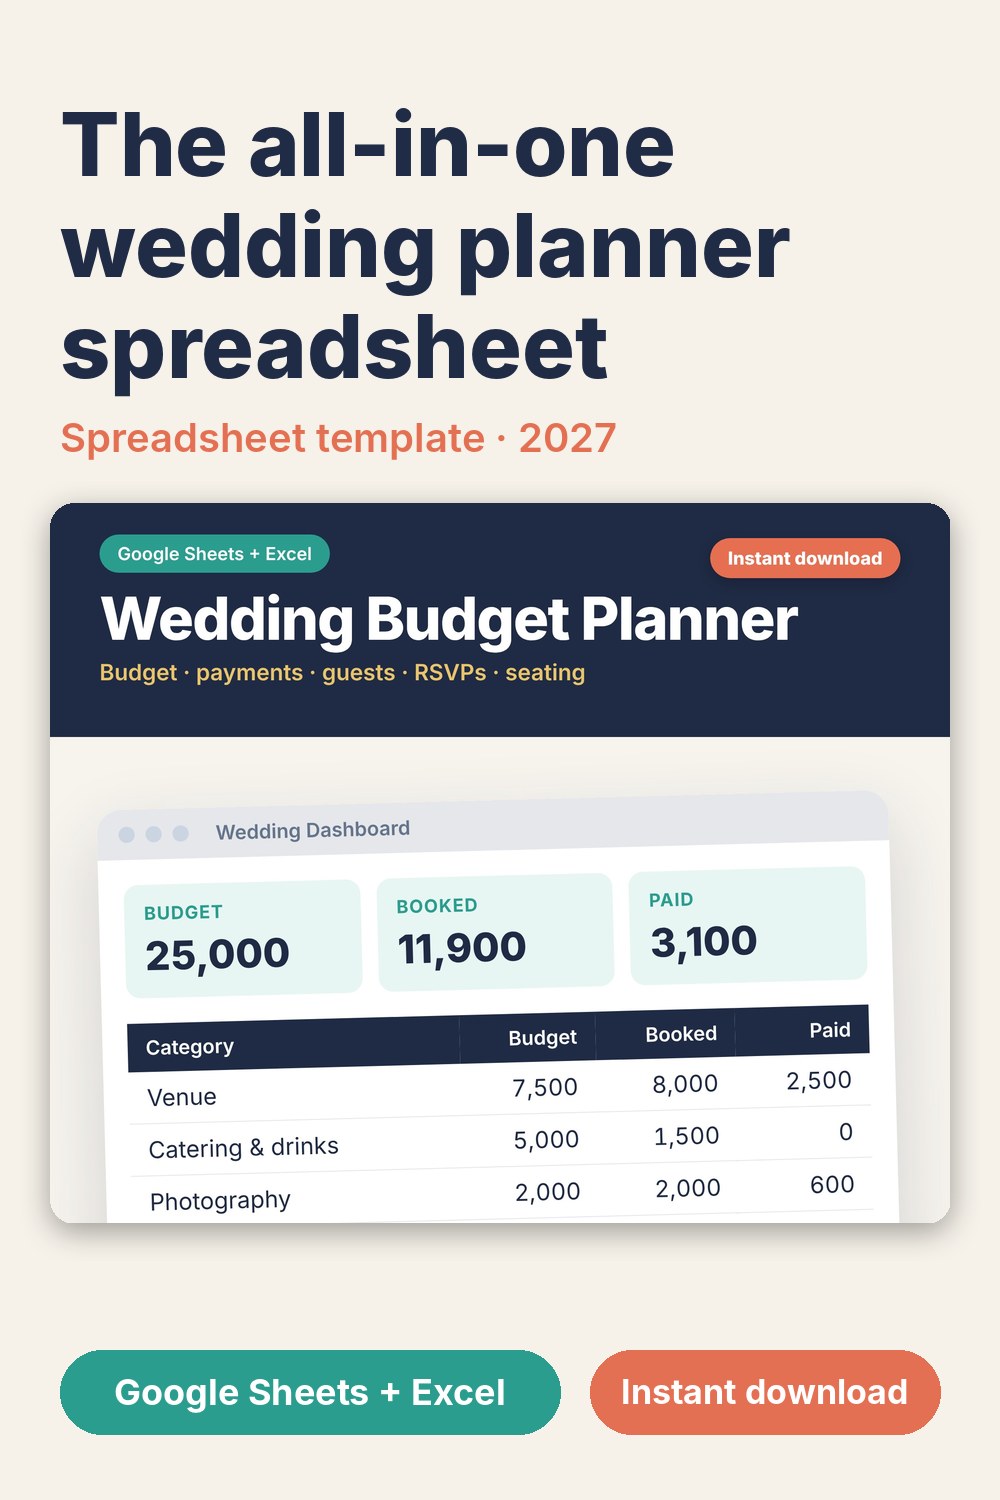 The all-in-one
wedding planner
spreadsheet
Spreadsheet template · 2027
Google Sheets + Excel
Instant download
Wedding Budget Planner
Budget · payments · guests · RSVPs · seating
Wedding Dashboard
BUDGET
25,000
BOOKED
11,900
PAID
3,100
Category Budget Booked Paid
Venue 7,500 8,000 2,500
Catering & drinks 5,000 1,500 0
Photography 2,000 2,000 600
Google Sheets + Excel
Instant download